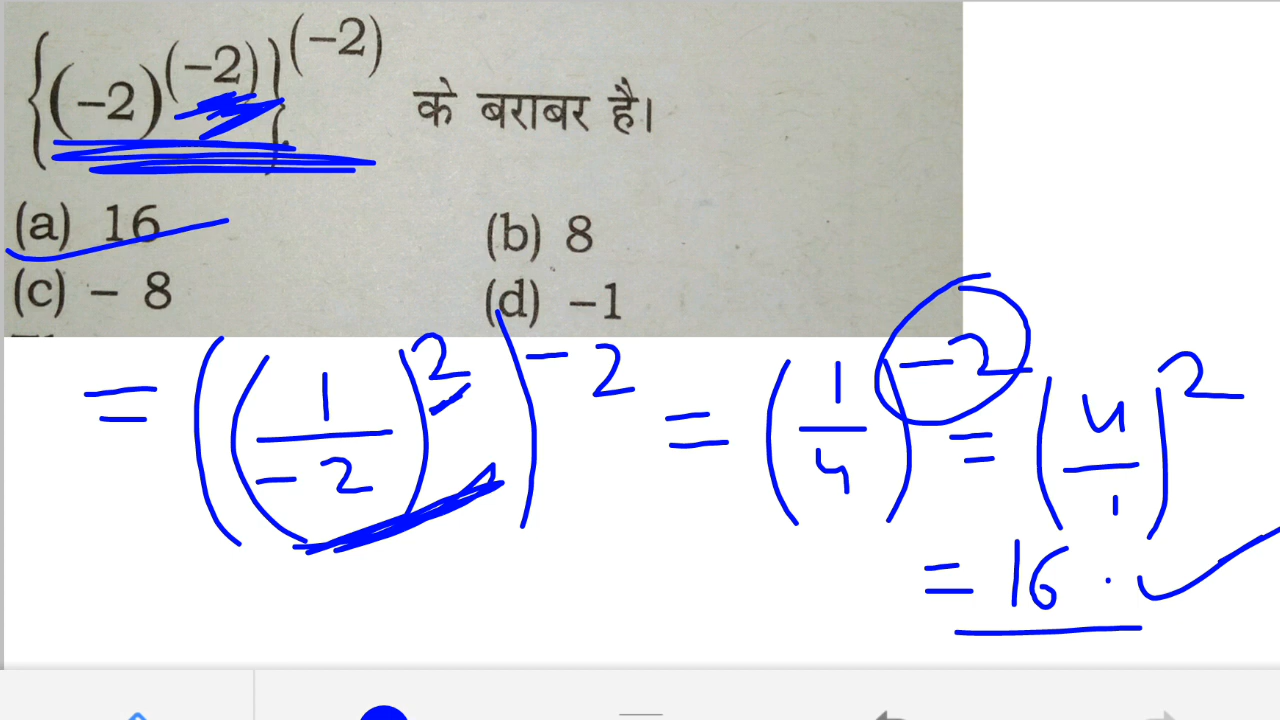 {(−2)^(−2)}^(−2) के बराबर है।
(a) 16 (b) 8
(c) − 8 (d) −1
= ((1/−2)^2)^−2 = (1/4)^−2 = (4/1)^2
= 16 .